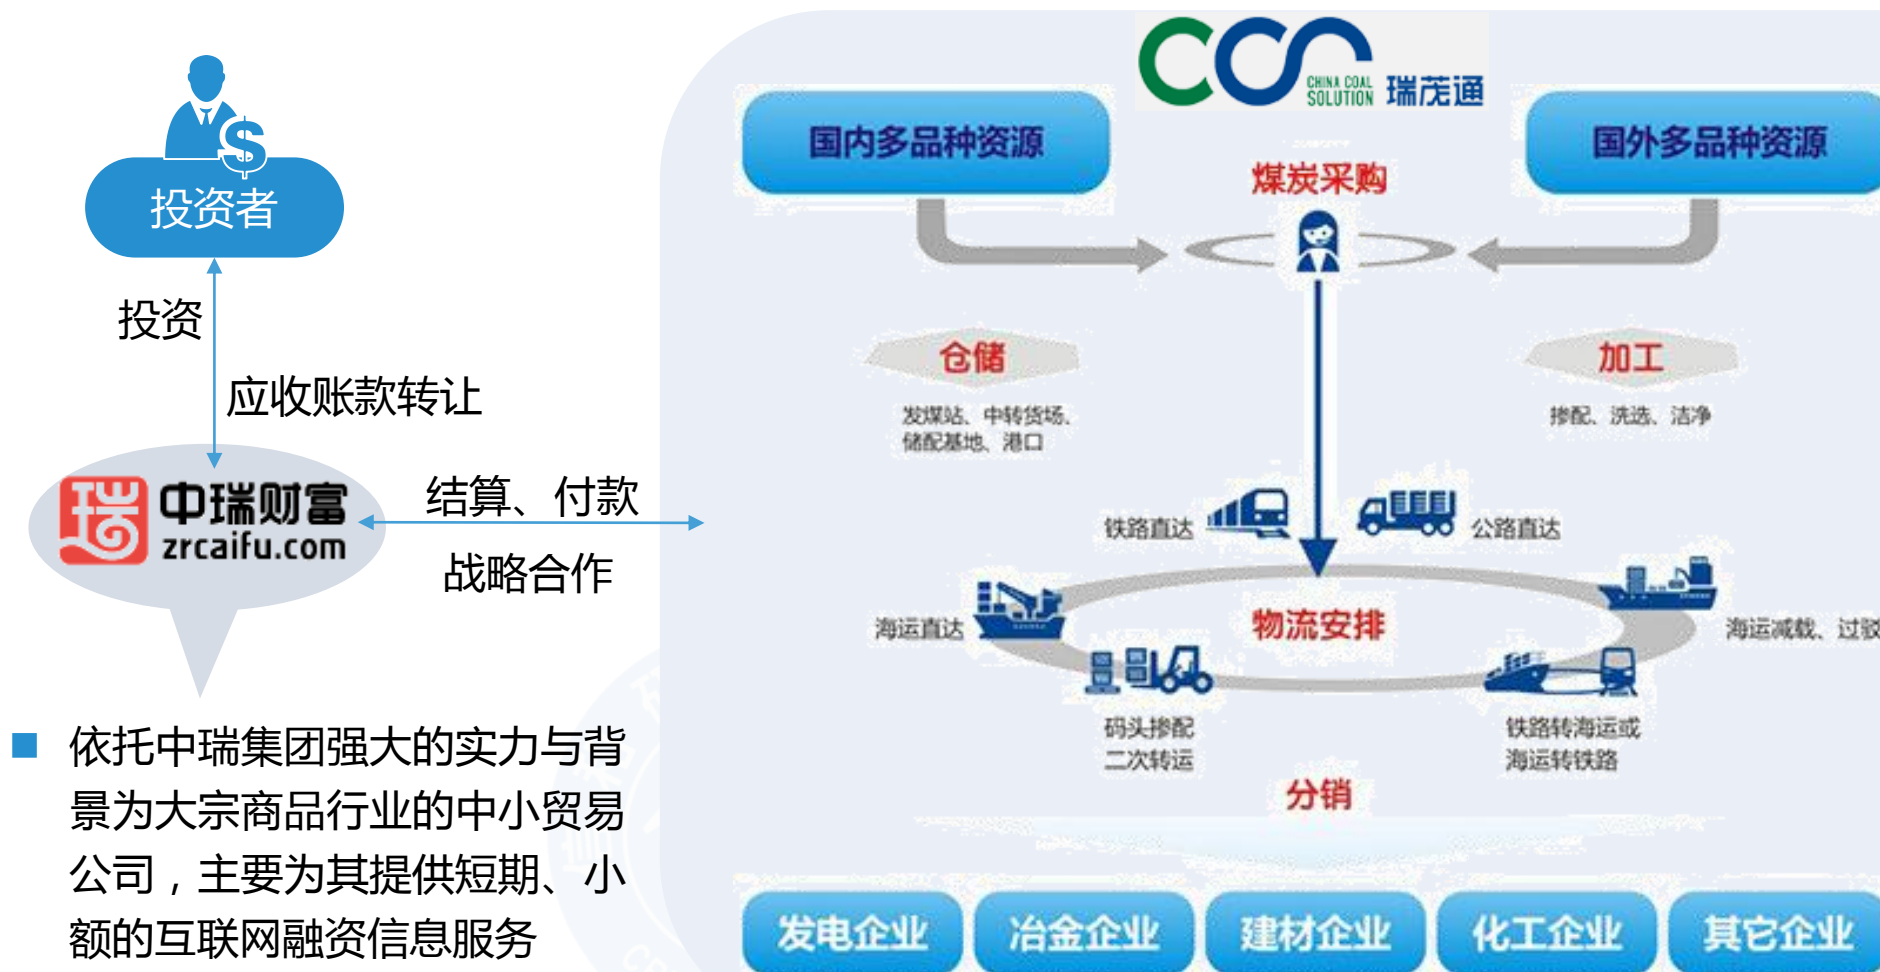 投资者
投资
应收账款转让
瑞
中瑞财富
zrcaifu.com
结算、付款
战略合作
依托中瑞集团强大的实力与背
景为大宗商品行业的中小贸易
公司，主要为其提供短期、小
额的互联网融资信息服务
CHINA COAL
SOLUTION
瑞茂通
国内多品种资源
国外多品种资源
煤炭采购
仓储
发煤站、中转货场、
储配基地、港口
加工
掺配、洗选、洁净
铁路直达
公路直达
海运直达
物流安排
海运减载、过驳
码头掺配
二次转运
铁路转海运或
海运转铁路
分销
发电企业
冶金企业
建材企业
化工企业
其它企业